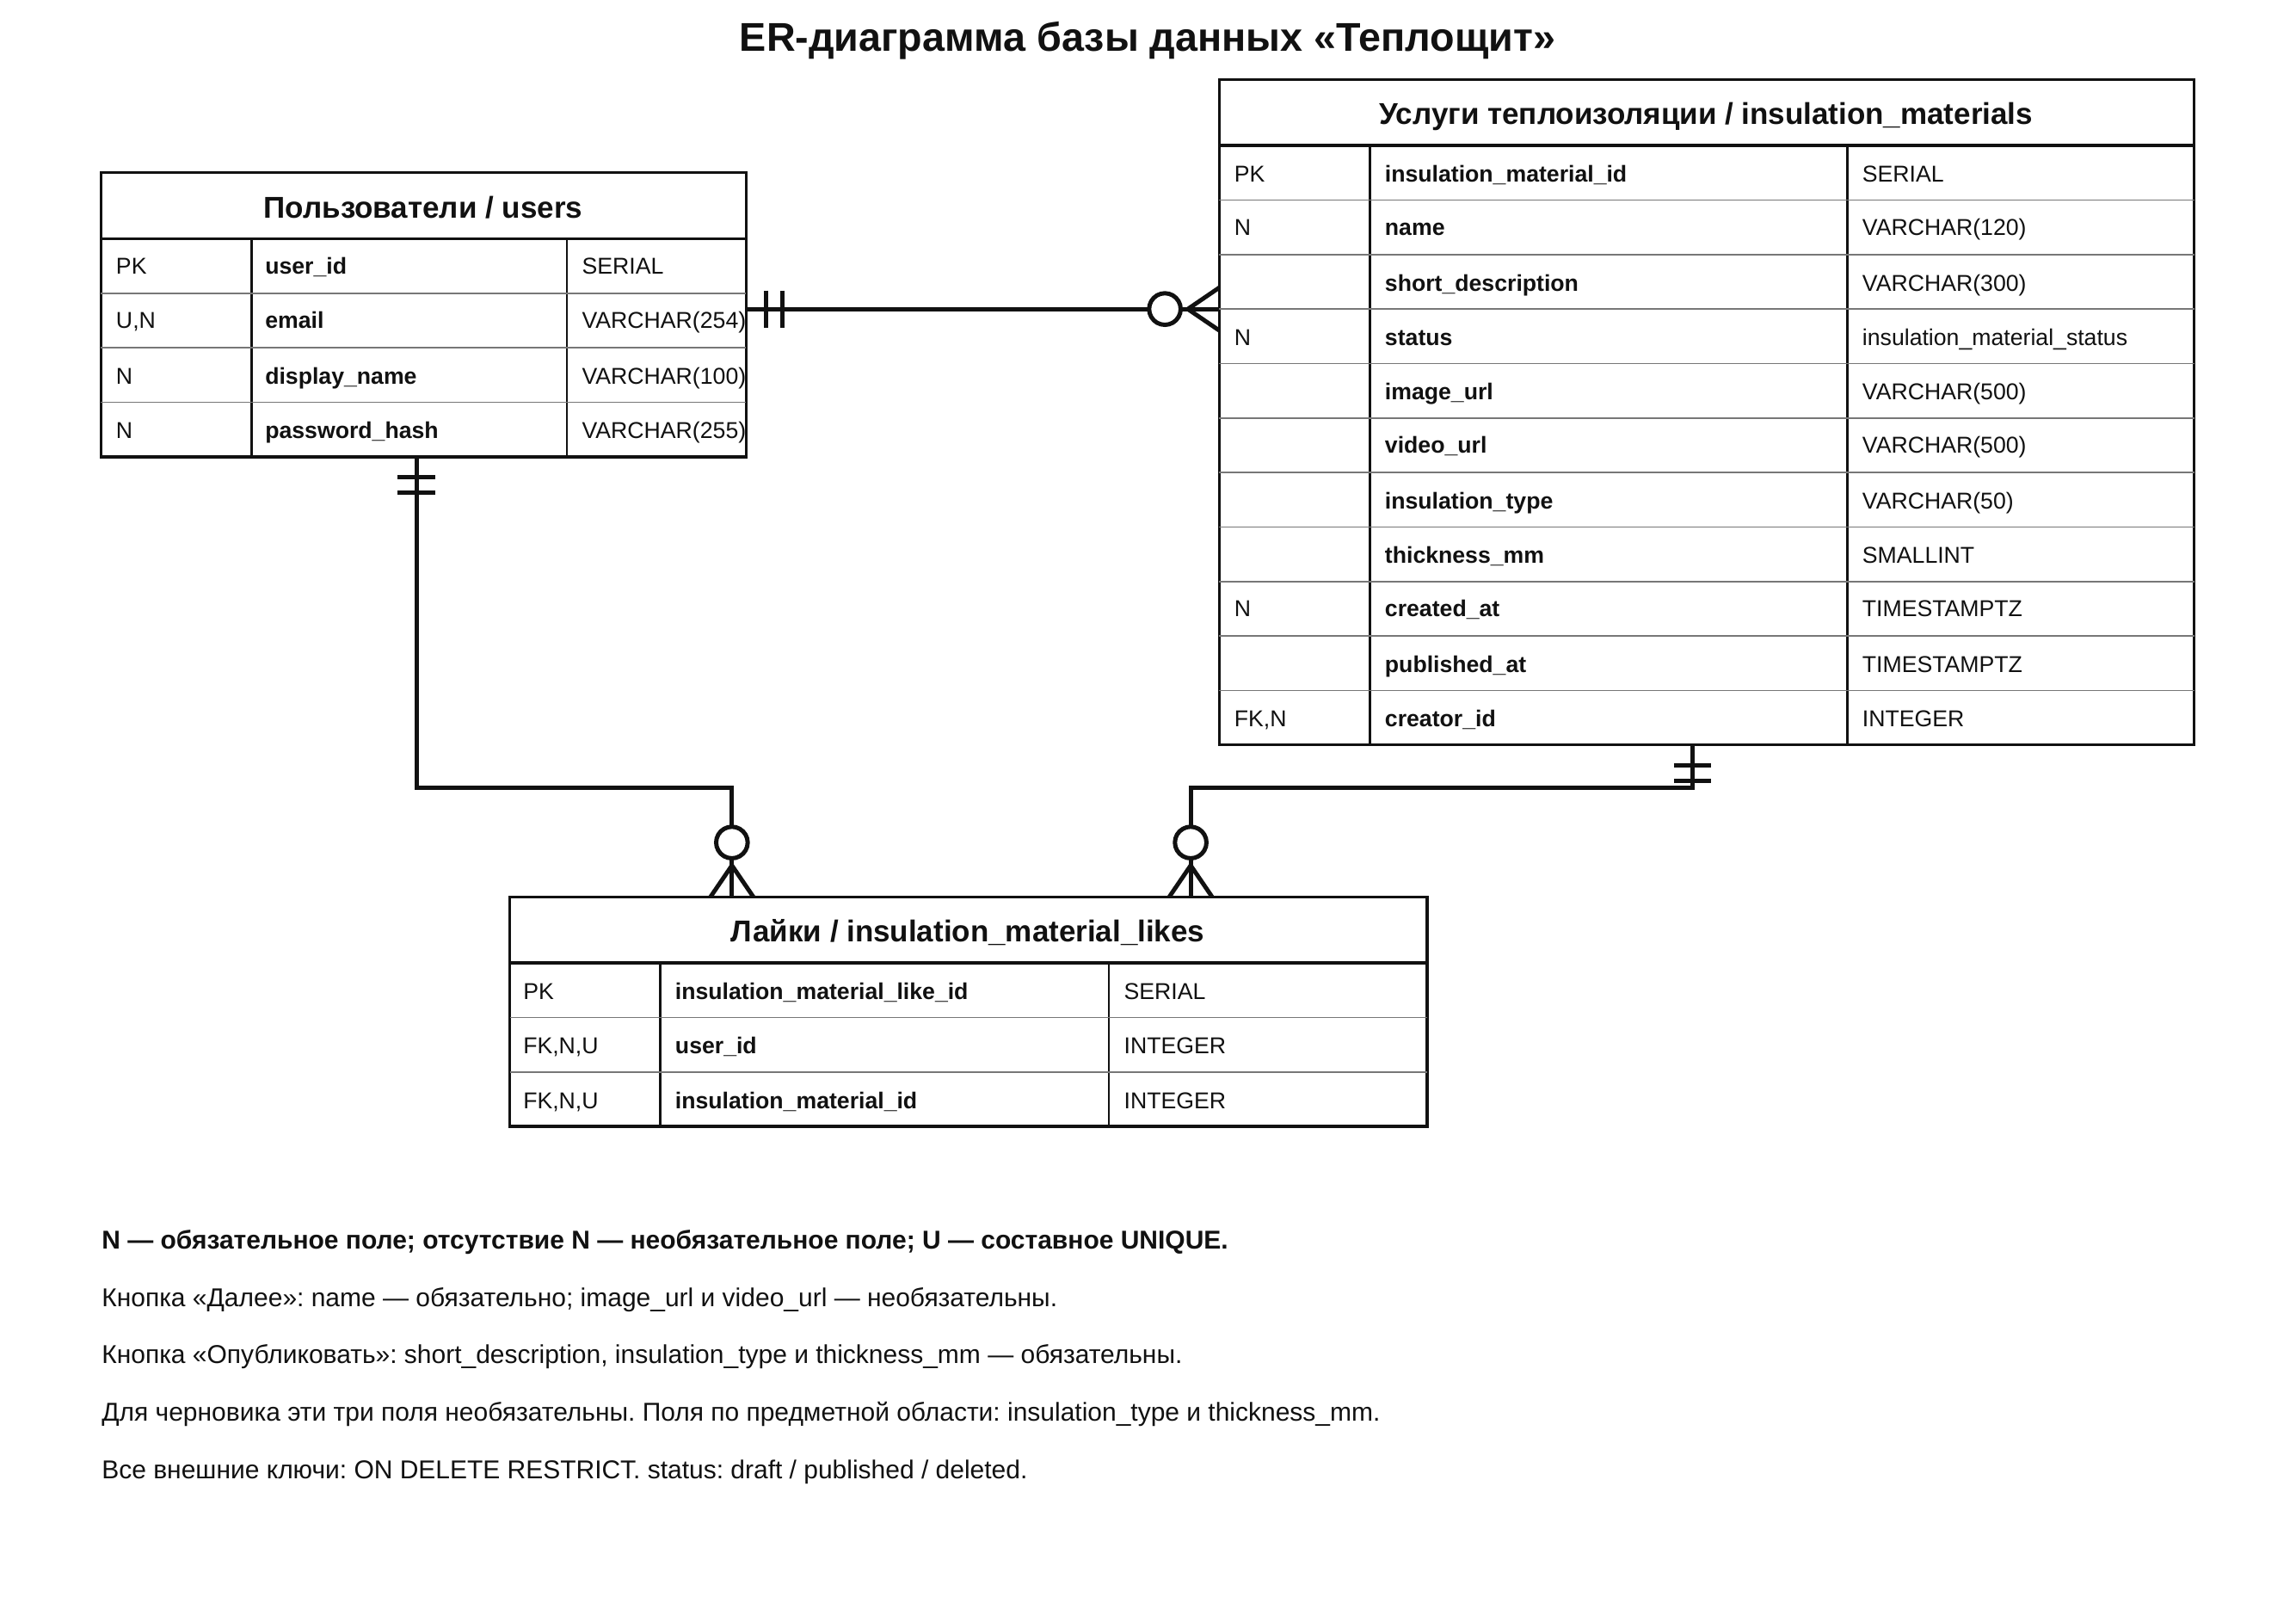 ER-диаграмма базы данных «Теплощит»
Пользователи / users
PK user_id SERIAL
U,N email VARCHAR(254)
N display_name VARCHAR(100)
N password_hash VARCHAR(255)
Услуги теплоизоляции / insulation_materials
PK insulation_material_id SERIAL
N name VARCHAR(120)
short_description VARCHAR(300)
N status insulation_material_status
image_url VARCHAR(500)
video_url VARCHAR(500)
insulation_type VARCHAR(50)
thickness_mm SMALLINT
N created_at TIMESTAMPTZ
published_at TIMESTAMPTZ
FK,N creator_id INTEGER
Лайки / insulation_material_likes
PK insulation_material_like_id SERIAL
FK,N,U user_id INTEGER
FK,N,U insulation_material_id INTEGER
N — обязательное поле; отсутствие N — необязательное поле; U — составное UNIQUE.
Кнопка «Далее»: name — обязательно; image_url и video_url — необязательны.
Кнопка «Опубликовать»: short_description, insulation_type и thickness_mm — обязательны.
Для черновика эти три поля необязательны. Поля по предметной области: insulation_type и thickness_mm.
Все внешние ключи: ON DELETE RESTRICT. status: draft / published / deleted.